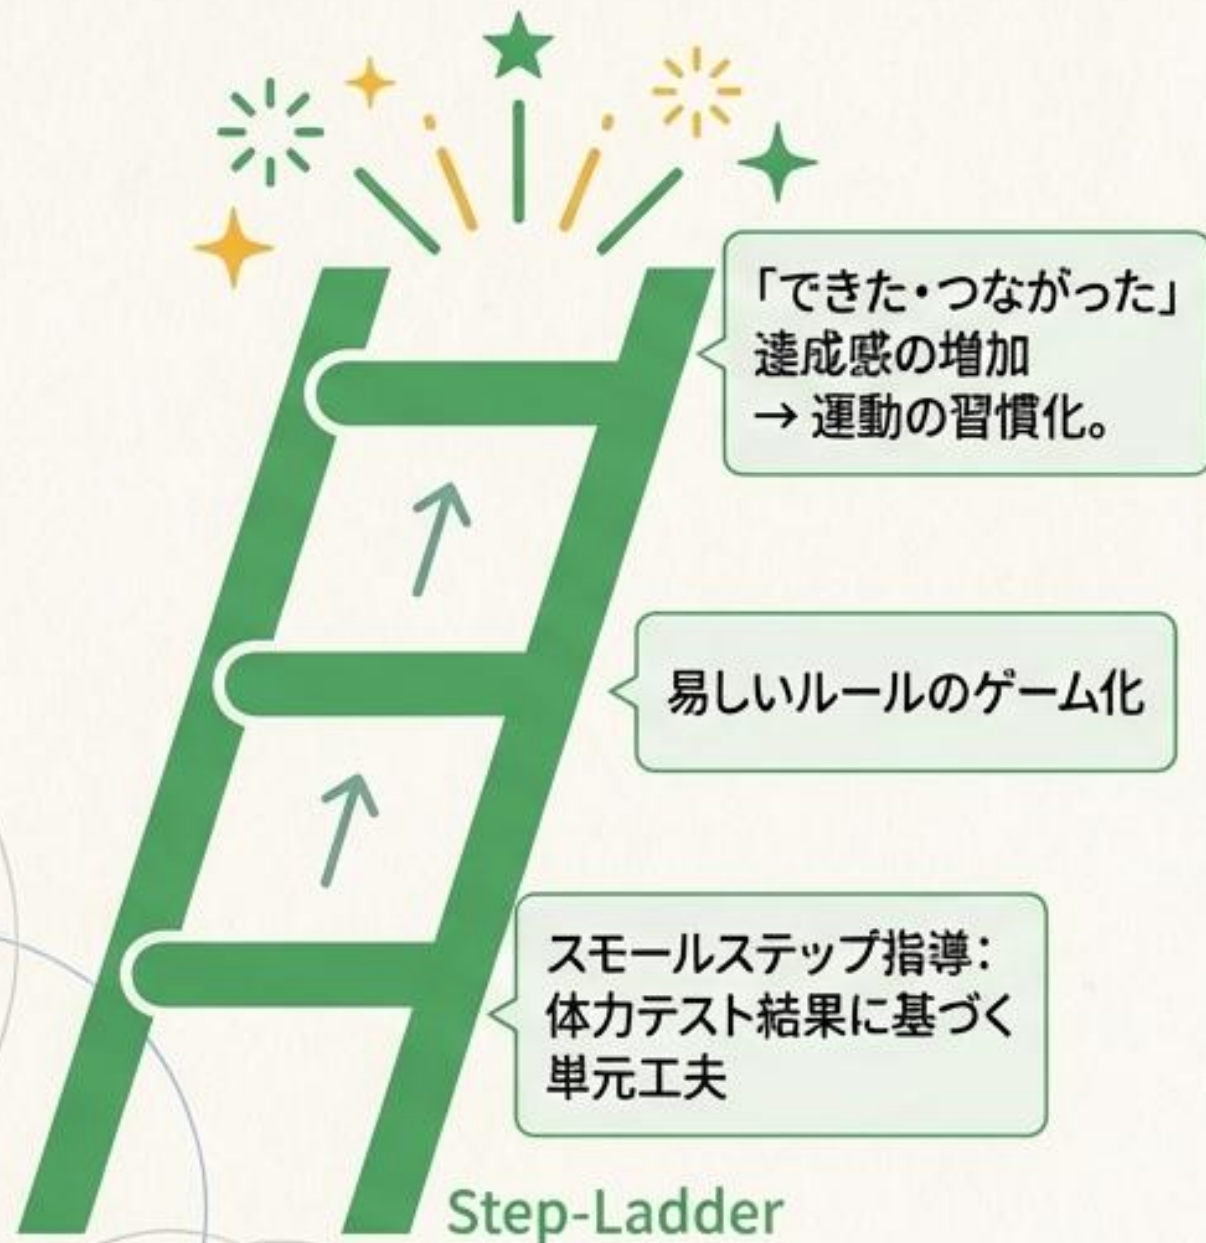 「できた・つながった」
達成感の増加
→ 運動の習慣化。
易しいルールのゲーム化
スモールステップ指導：
体力テスト結果に基づく
単元工夫
Step-Ladder